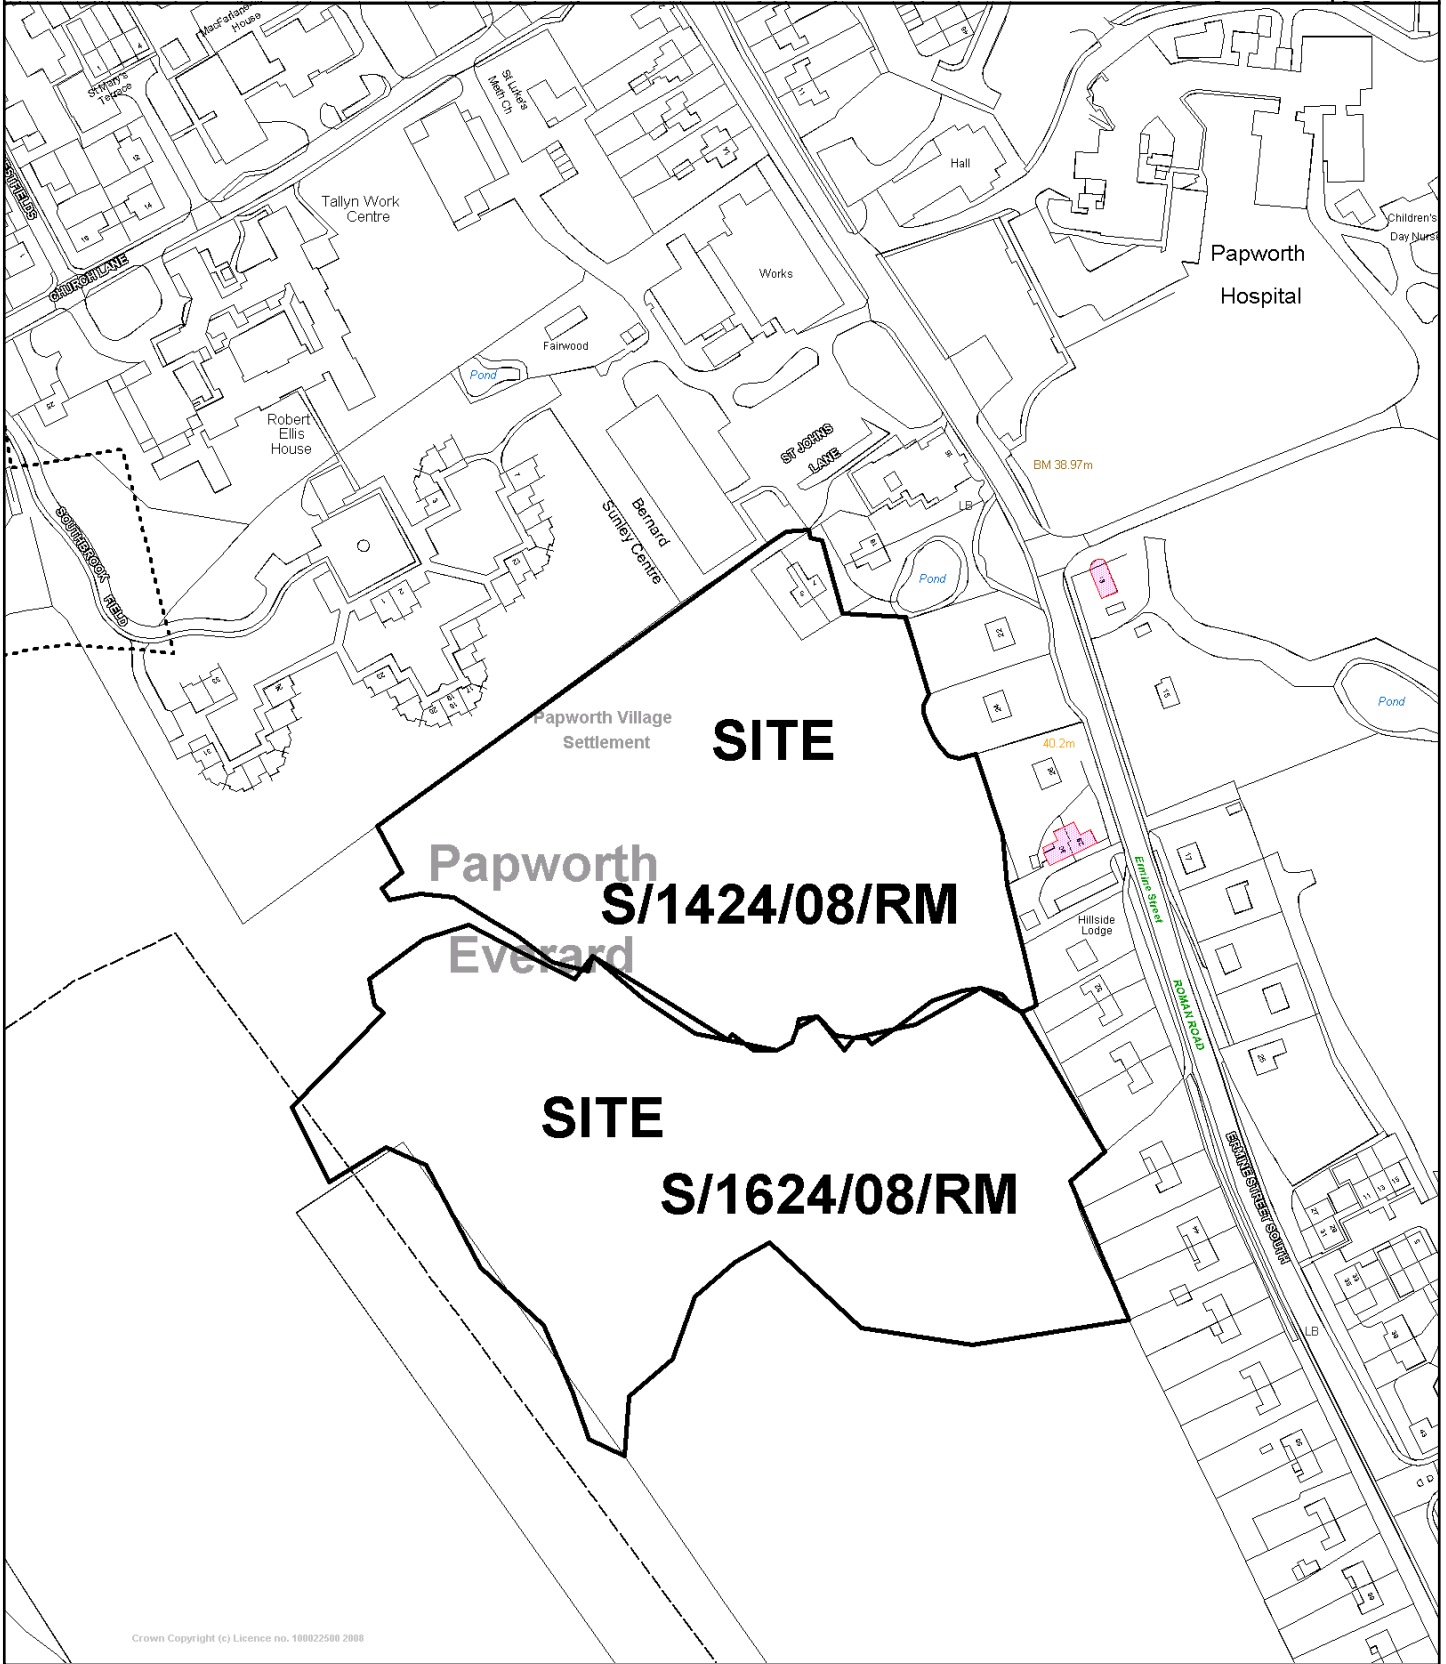 MacFarlane
House
St Mary's
Terrace
St Luke's
Meth Ch
Hall
Tallyn Work
Centre
Children's
Day Nurse
Papworth
Hospital
CHURCH LANE
Works
Fairwood
Pond
Robert
Ellis
House
ST JOHNS
LANE
BM 38.97m
LB
Bernard
Sunley Centre
SOUTHBROOK
FIELD
Pond
Pond
Papworth Village
Settlement
SITE
40.2m
Papworth
Everard
S/1424/08/RM
Ermine Street
Hillside
Lodge
ROMAN ROAD
SITE
S/1624/08/RM
ERMINE STREET SOUTH
LB
Crown Copyright (c) Licence no. 100022500 2008